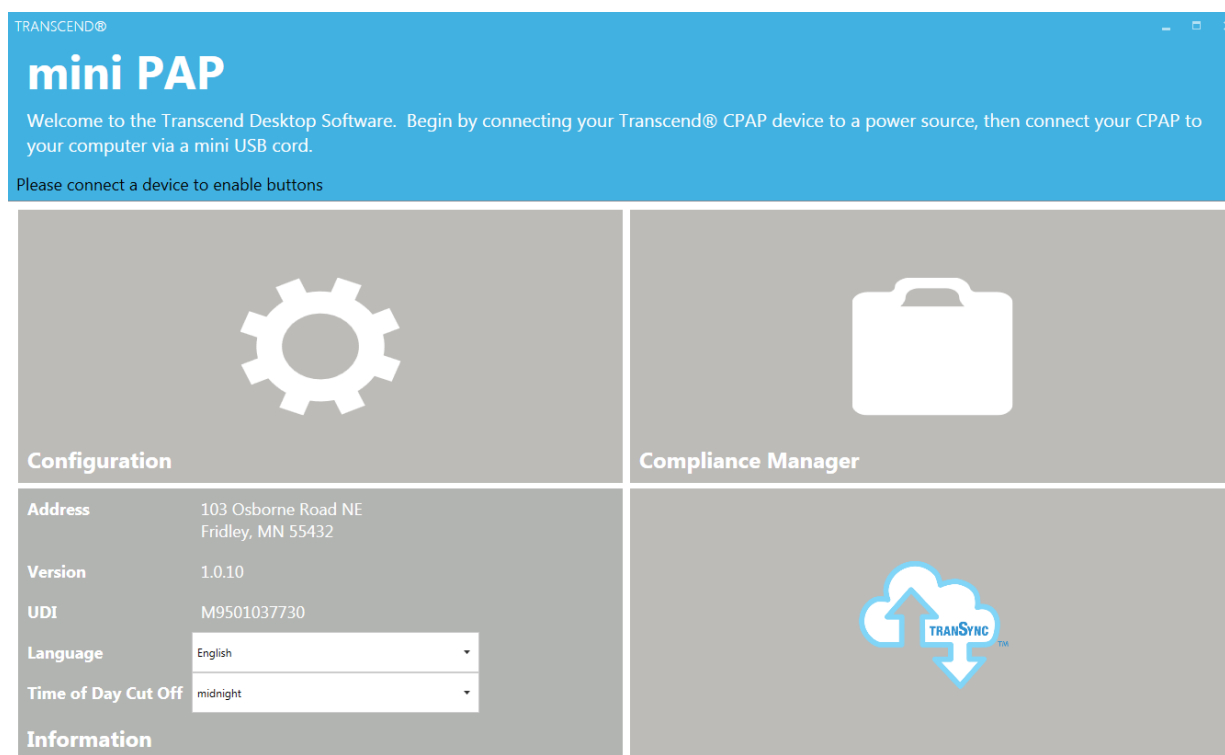 TRANSCEND®
mini PAP
Welcome to the Transcend Desktop Software.  Begin by connecting your Transcend® CPAP device to a power source, then connect your CPAP to
your computer via a mini USB cord.
Please connect a device to enable buttons
Configuration
Compliance Manager
Address 103 Osborne Road NE
Fridley, MN 55432
Version 1.0.10
UDI M9501037730
Language English
Time of Day Cut Off midnight
Information
TRANSYNC™